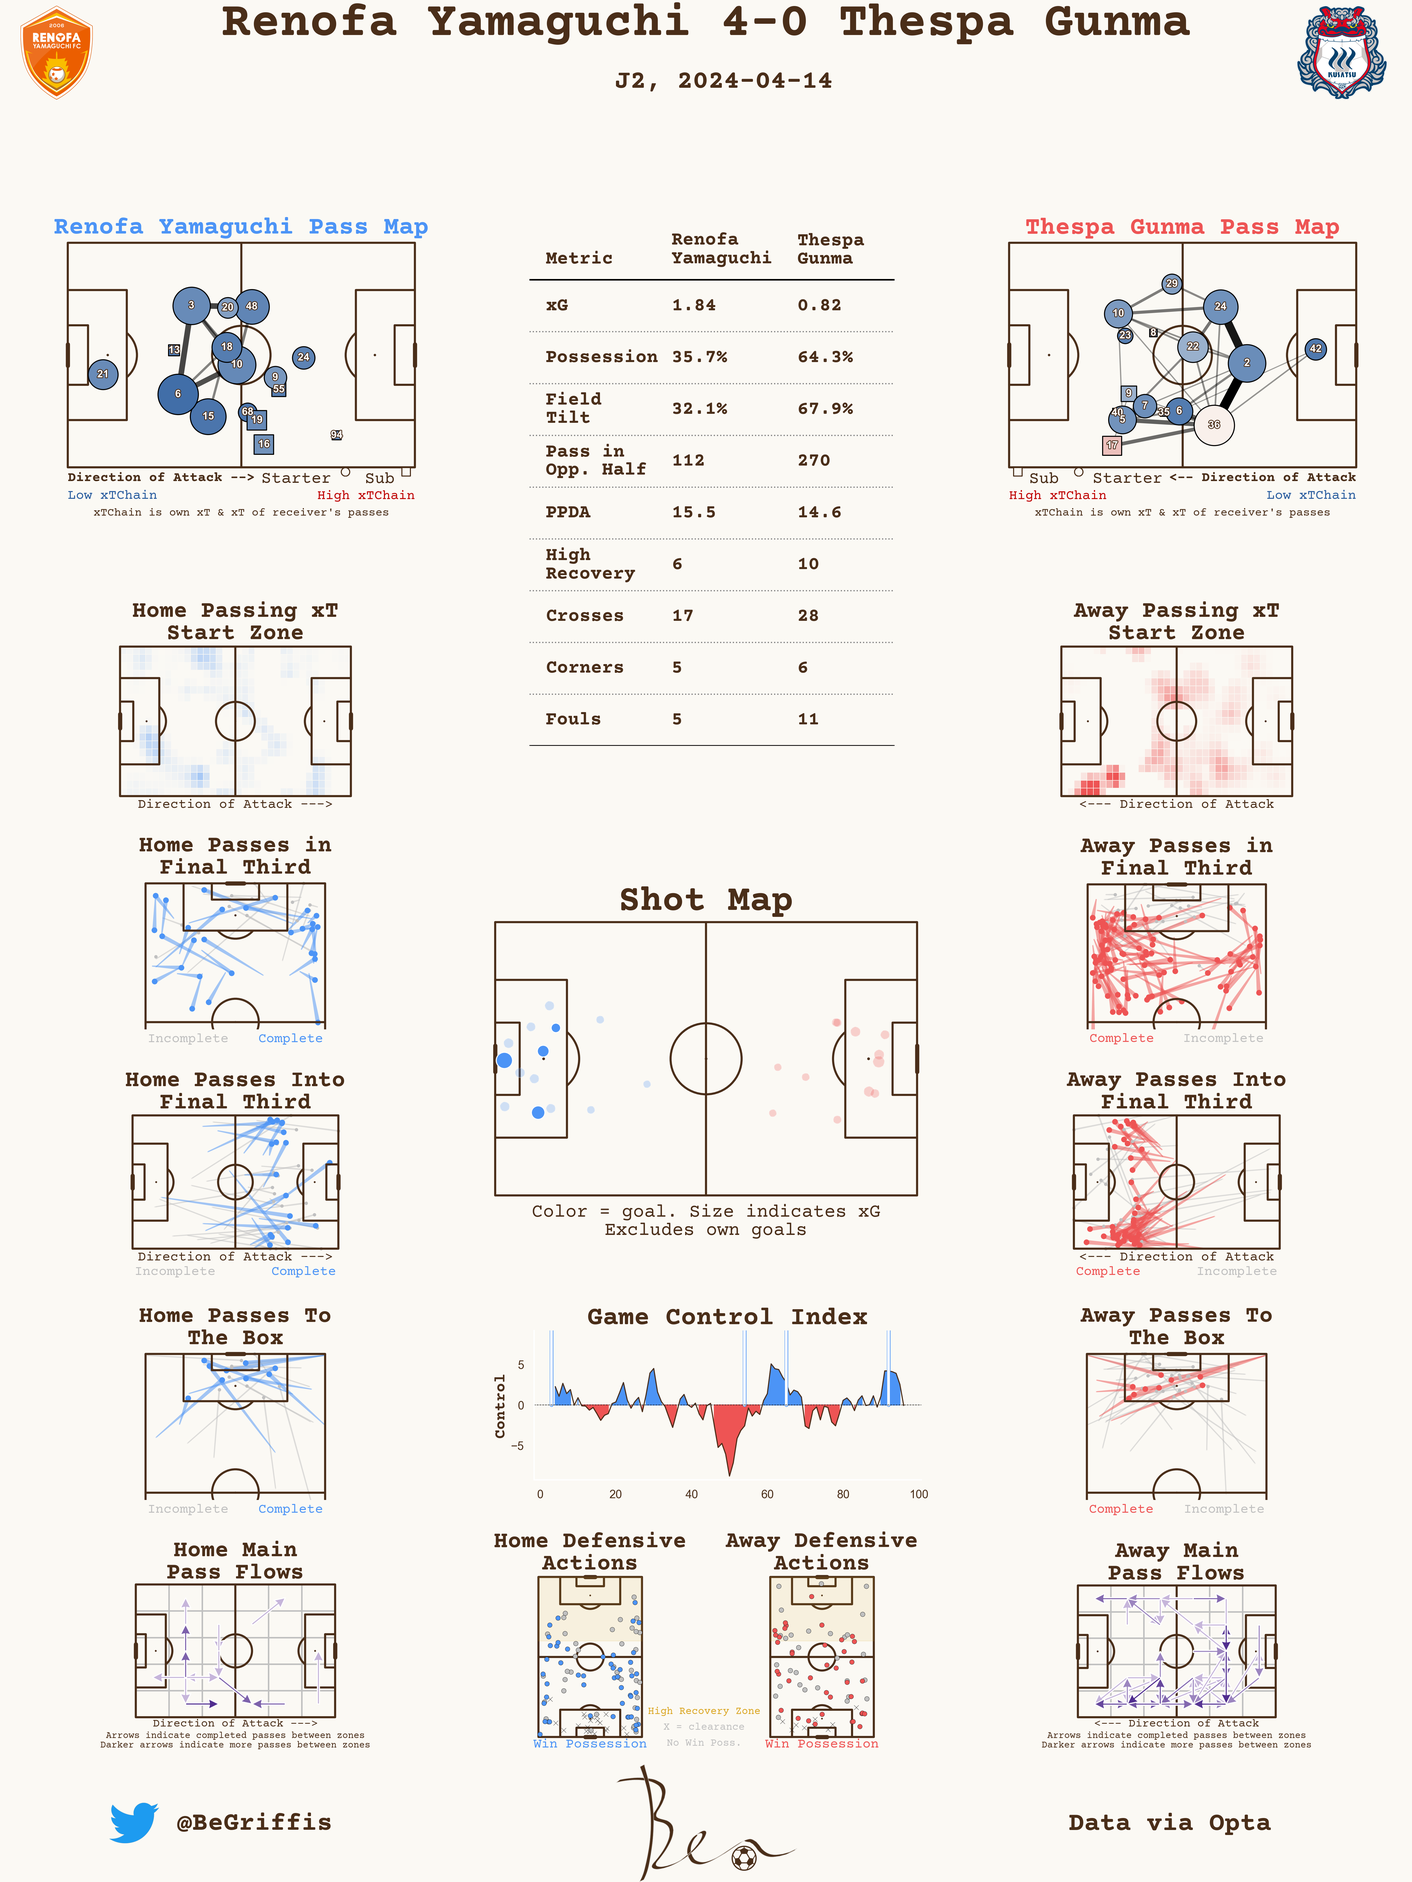 Renofa Yamaguchi 4-0 Thespa Gunma
J2, 2024-04-14
2006
RENOFA
YAMAGUCHI FC
KUSATSU
Renofa Yamaguchi Pass Map
3
20
48
13
18
10
24
21
6
9
55
15
68
19
16
94
Direction of Attack --> Starter Sub
Low xTChain High xTChain
xTChain is own xT & xT of receiver's passes
Metric Renofa Yamaguchi Thespa Gunma
xG 1.84 0.82
Possession 35.7% 64.3%
Field Tilt 32.1% 67.9%
Pass in Opp. Half 112 270
PPDA 15.5 14.6
High Recovery 6 10
Crosses 17 28
Corners 5 6
Fouls 5 11
Thespa Gunma Pass Map
29
10
24
23
8
22
2
42
9
7
40
5
35
6
36
17
Sub Starter <-- Direction of Attack
High xTChain Low xTChain
xTChain is own xT & xT of receiver's passes
Home Passing xT
Start Zone
Direction of Attack --->
Away Passing xT
Start Zone
<--- Direction of Attack
Home Passes in
Final Third
Incomplete Complete
Away Passes in
Final Third
Complete Incomplete
Shot Map
Color = goal. Size indicates xG
Excludes own goals
Home Passes Into
Final Third
Direction of Attack --->
Incomplete Complete
Away Passes Into
Final Third
<--- Direction of Attack
Complete Incomplete
Home Passes To
The Box
Incomplete Complete
Game Control Index
Control
5
0
−5
0 20 40 60 80 100
Away Passes To
The Box
Complete Incomplete
Home Main
Pass Flows
Direction of Attack --->
Arrows indicate completed passes between zones
Darker arrows indicate more passes between zones
Home Defensive
Actions
Win Possession
High Recovery Zone
X = clearance
No Win Poss.
Away Defensive
Actions
Win Possession
Away Main
Pass Flows
<--- Direction of Attack
Arrows indicate completed passes between zones
Darker arrows indicate more passes between zones
@BeGriffis
Ben
Data via Opta